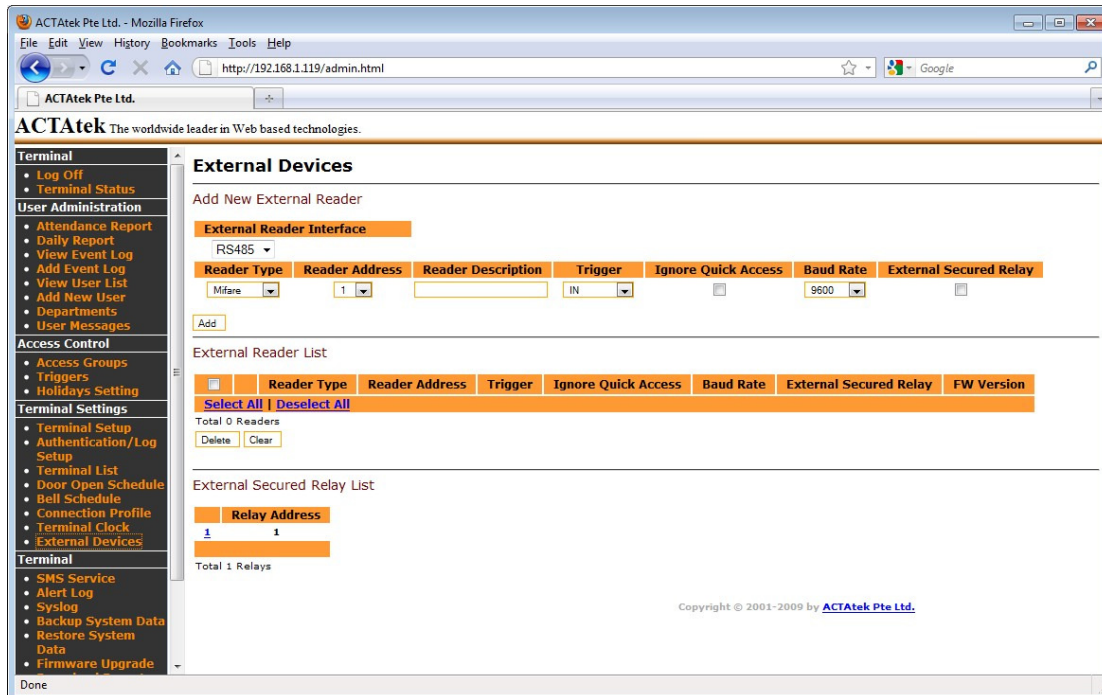 ACTAtek Pte Ltd. - Mozilla Firefox
File Edit View History Bookmarks Tools Help
http://192.168.1.119/admin.html
Google
ACTAtek Pte Ltd.
ACTAtek The worldwide leader in Web based technologies.
Terminal
• Log Off
• Terminal Status
User Administration
• Attendance Report
• Daily Report
• View Event Log
• Add Event Log
• View User List
• Add New User
• Departments
• User Messages
Access Control
• Access Groups
• Triggers
• Holidays Setting
Terminal Settings
• Terminal Setup
• Authentication/Log
Setup
• Terminal List
• Door Open Schedule
• Bell Schedule
• Connection Profile
• Terminal Clock
• External Devices
Terminal
• SMS Service
• Alert Log
• Syslog
• Backup System Data
• Restore System
Data
• Firmware Upgrade
External Devices
Add New External Reader
External Reader Interface
RS485
Reader Type Reader Address Reader Description Trigger Ignore Quick Access Baud Rate External Secured Relay
Mifare 1 IN 9600
Add
External Reader List
Reader Type Reader Address Trigger Ignore Quick Access Baud Rate External Secured Relay FW Version
Select All | Deselect All
Total 0 Readers
Delete Clear
External Secured Relay List
Relay Address
1 1
Total 1 Relays
Copyright © 2001-2009 by ACTAtek Pte Ltd.
Done